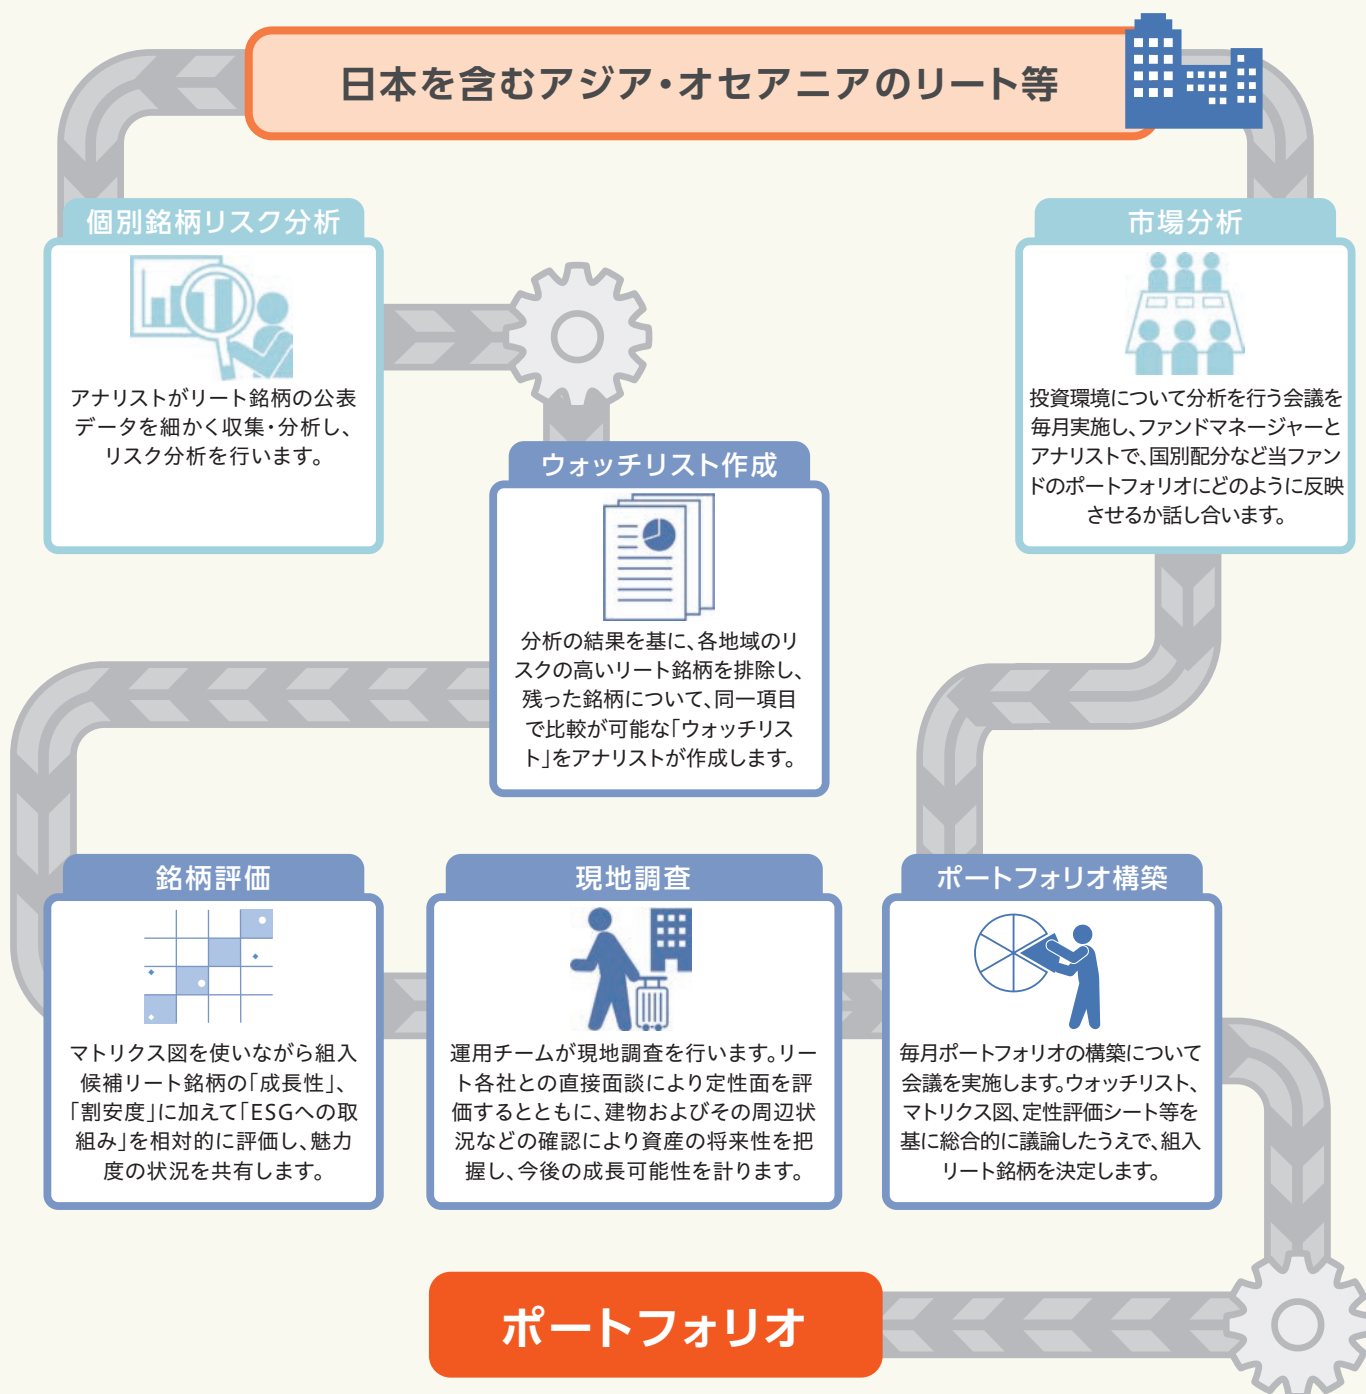 日本を含むアジア・オセアニアのリート等
個別銘柄リスク分析
アナリストがリート銘柄の公表
データを細かく収集・分析し、
リスク分析を行います。
市場分析
投資環境について分析を行う会議を
毎月実施し、ファンドマネージャーと
アナリストで、国別配分など当ファン
ドのポートフォリオにどのように反映
させるか話し合います。
ウォッチリスト作成
分析の結果を基に、各地域のリ
スクの高いリート銘柄を排除し、
残った銘柄について、同一項目
で比較が可能な「ウォッチリス
ト」をアナリストが作成します。
銘柄評価
マトリクス図を使いながら組入
候補リート銘柄の「成長性」、
「割安度」に加えて「ESGへの取
組み」を相対的に評価し、魅力
度の状況を共有します。
現地調査
運用チームが現地調査を行います。リー
ト各社との直接面談により定性面を評
価するとともに、建物およびその周辺状
況などの確認により資産の将来性を把
握し、今後の成長可能性を計ります。
ポートフォリオ構築
毎月ポートフォリオの構築について
会議を実施します。ウォッチリスト、
マトリクス図、定性評価シート等を
基に総合的に議論したうえで、組入
リート銘柄を決定します。
ポートフォリオ